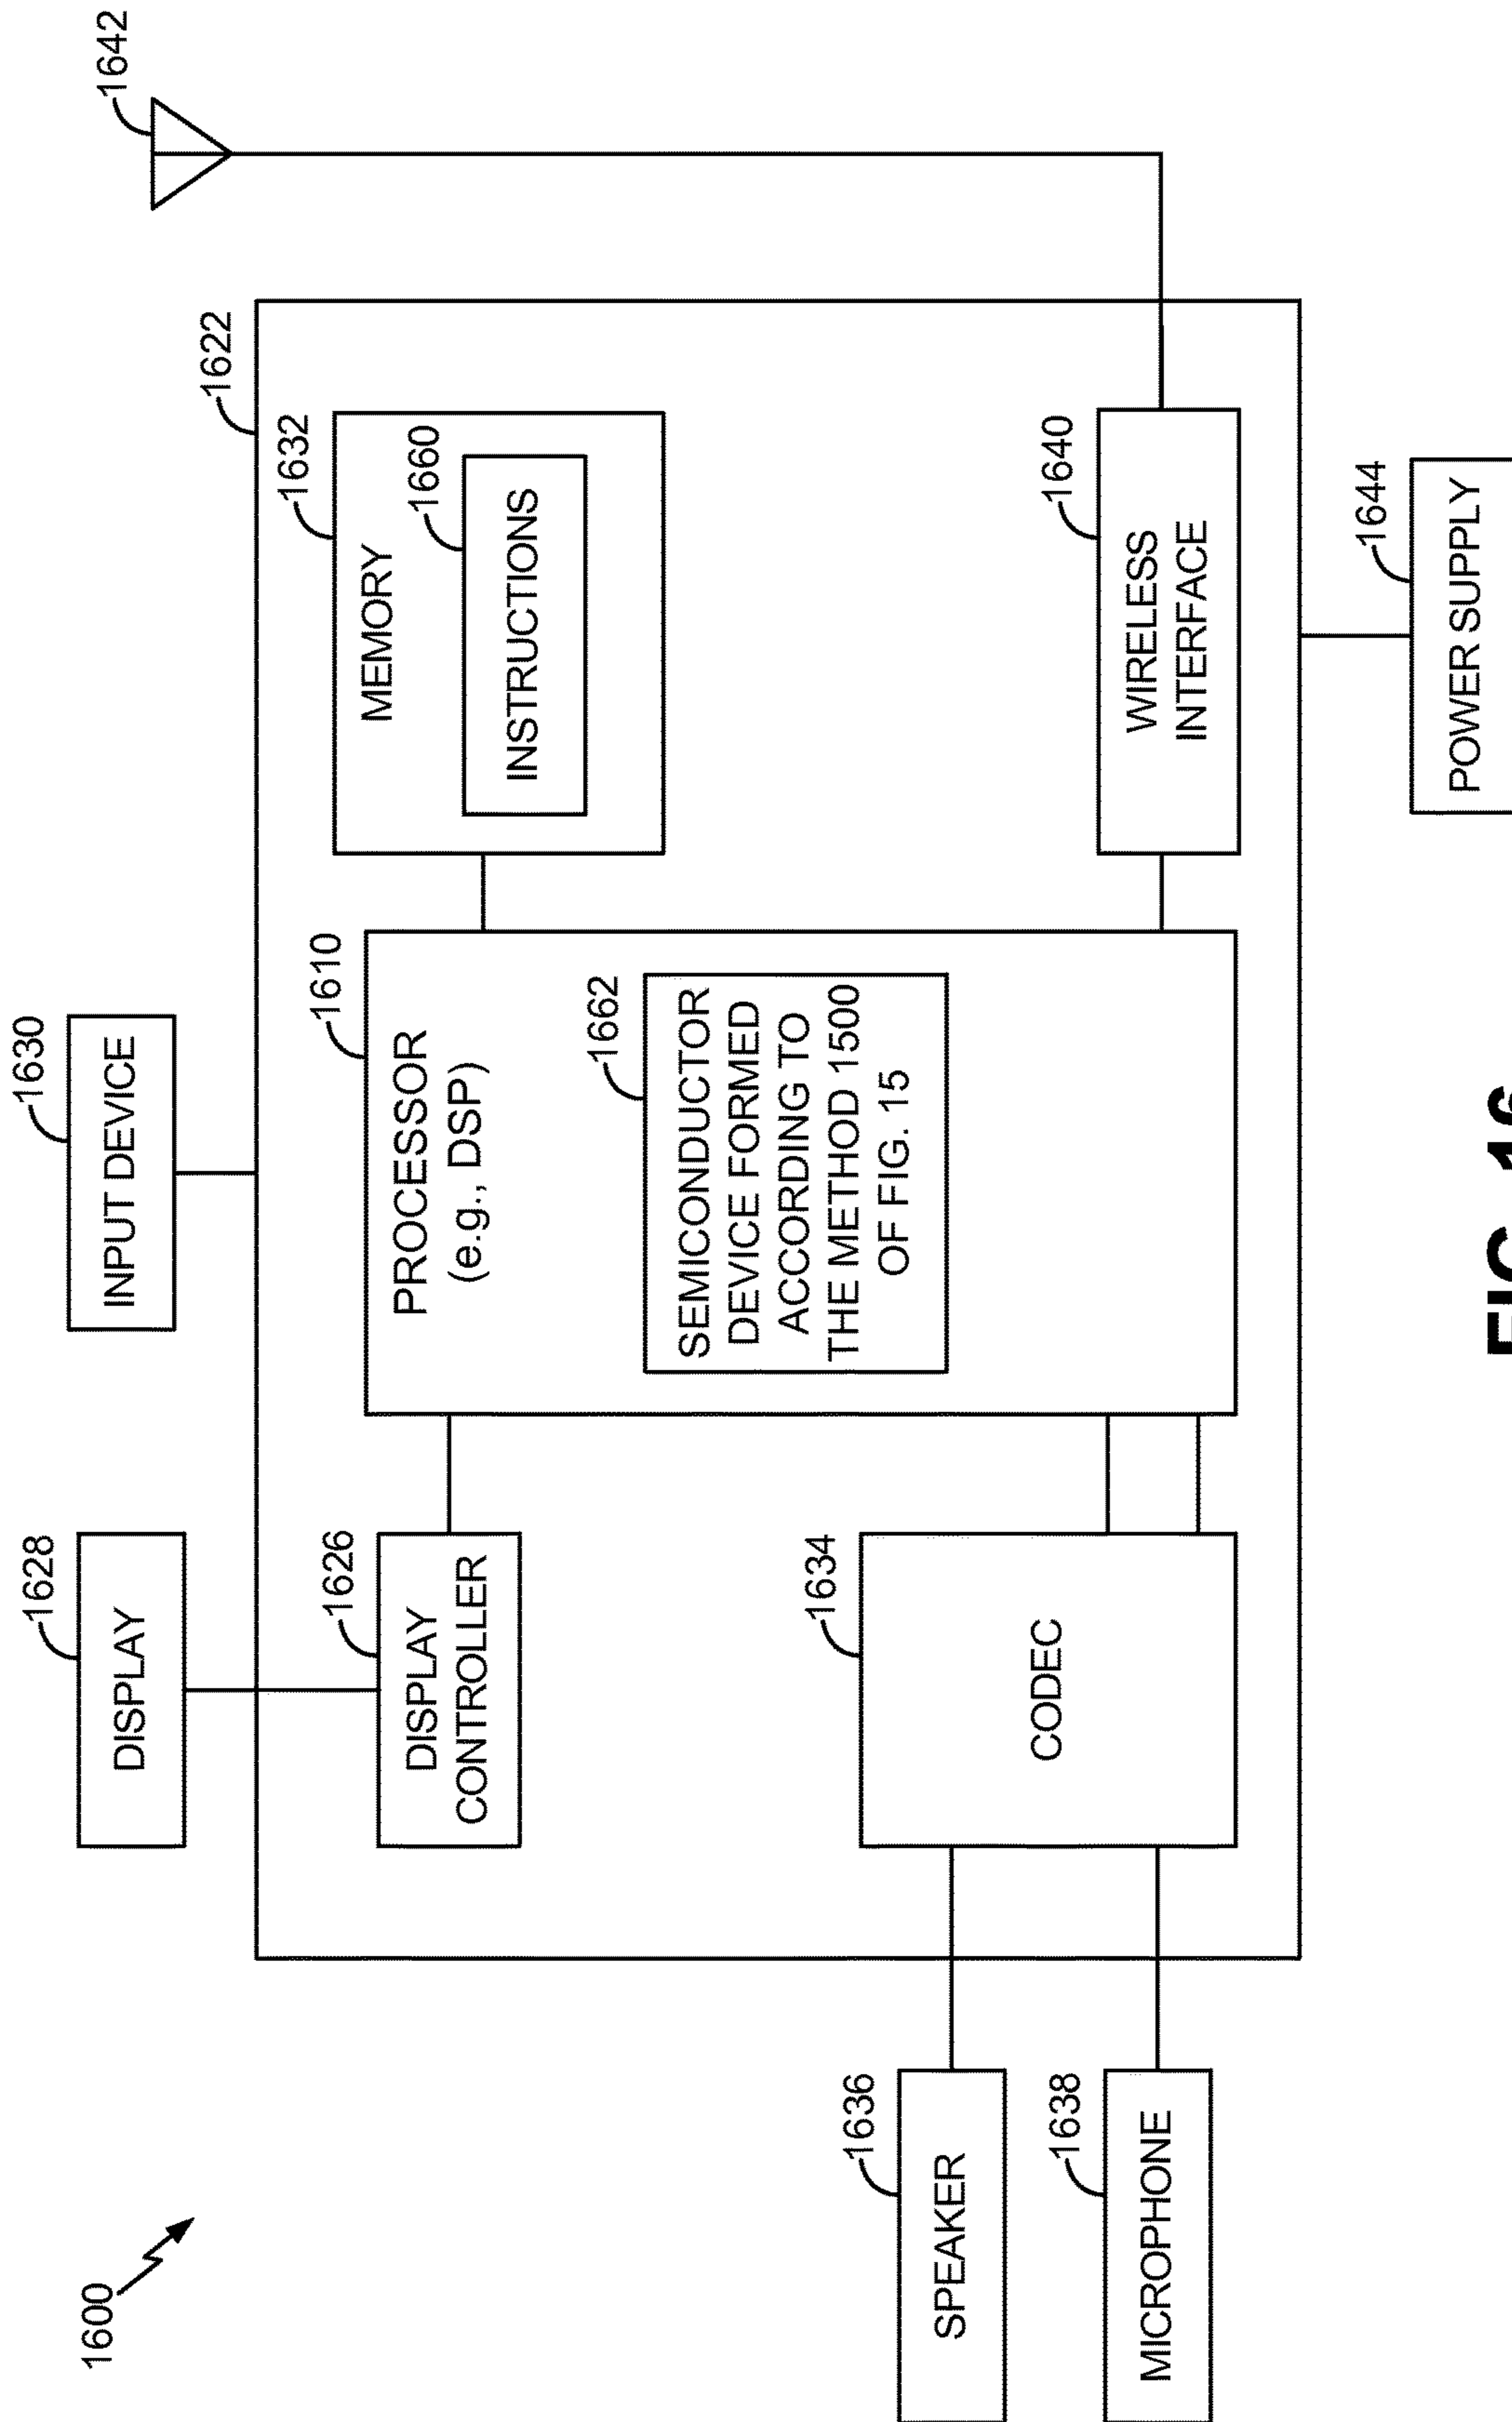 1600
1628
DISPLAY
1630
INPUT DEVICE
1642
1622
1626
DISPLAY
CONTROLLER
1610
PROCESSOR
(e.g., DSP)
1662
SEMICONDUCTOR
DEVICE FORMED
ACCORDING TO
THE METHOD 1500
OF FIG. 15
1632
MEMORY
1660
INSTRUCTIONS
1636
SPEAKER
1638
MICROPHONE
1634
CODEC
1640
WIRELESS
INTERFACE
1644
POWER SUPPLY
FIG. 16